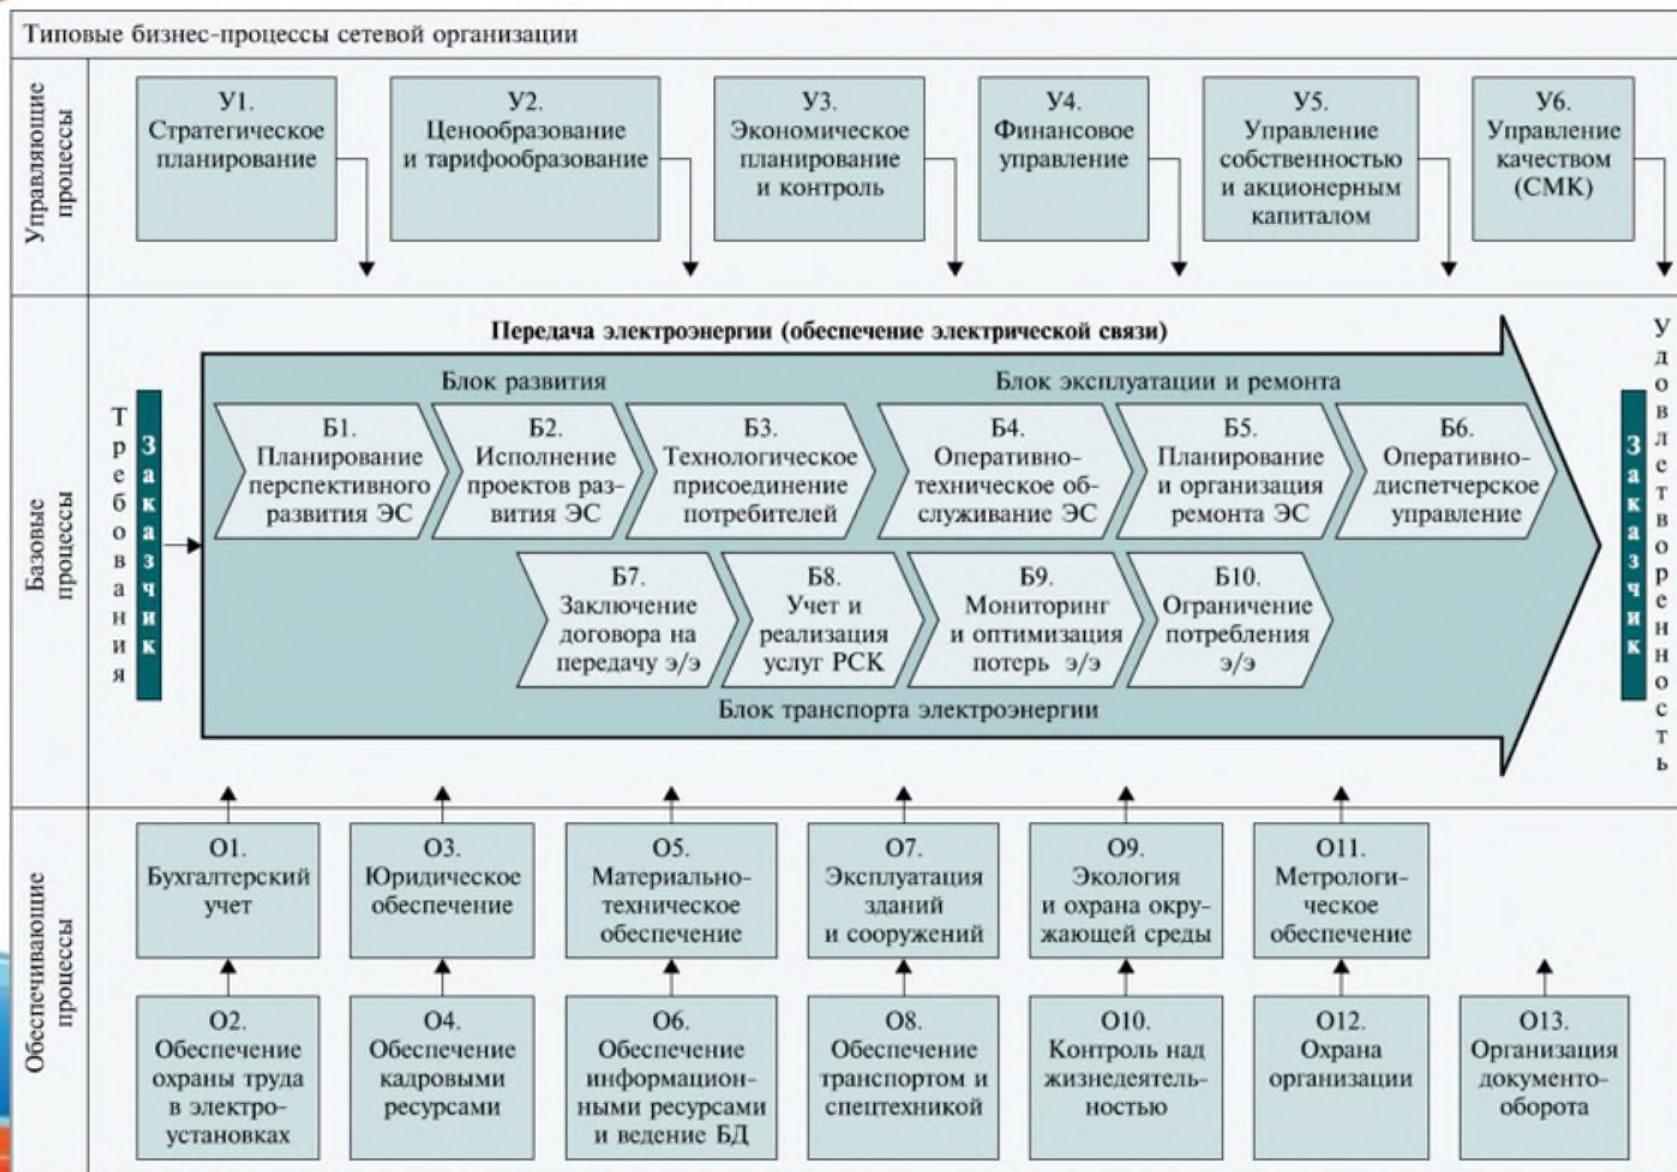 Типовые бизнес-процессы сетевой организации
Управляющие
процессы
У1.
Стратегическое
планирование
У2.
Ценообразование
и тарифообразование
У3.
Экономическое
планирование
и контроль
У4.
Финансовое
управление
У5.
Управление
собственностью
и акционерным
капиталом
У6.
Управление
качеством
(СМК)
Базовые
процессы
Требования
Заказчик
Передача электроэнергии (обеспечение электрической связи)
Блок развития
Блок эксплуатации и ремонта
Б1.
Планирование
перспективного
развития ЭС
Б2.
Исполнение
проектов раз-
вития ЭС
Б3.
Технологическое
присоединение
потребителей
Б4.
Оперативно-
техническое об-
служивание ЭС
Б5.
Планирование
и организация
ремонта ЭС
Б6.
Оперативно-
диспетчерское
управление
Б7.
Заключение
договора на
передачу э/э
Б8.
Учет и
реализация
услуг РСК
Б9.
Мониторинг
и оптимизация
потерь э/э
Б10.
Ограничение
потребления
э/э
Блок транспорта электроэнергии
Заказчик
Удовлетворенность
Обеспечивающие
процессы
О1.
Бухгалтерский
учет
О3.
Юридическое
обеспечение
О5.
Материально-
техническое
обеспечение
О7.
Эксплуатация
зданий
и сооружений
О9.
Экология
и охрана окру-
жающей среды
О11.
Метрологи-
ческое
обеспечение
О2.
Обеспечение
охраны труда
в электро-
установках
О4.
Обеспечение
кадровыми
ресурсами
О6.
Обеспечение
информацион-
ными ресурсами
и ведение БД
О8.
Обеспечение
транспортом и
спецтехникой
О10.
Контроль над
жизнедеятель-
ностью
О12.
Охрана
организации
О13.
Организация
документо-
оборота